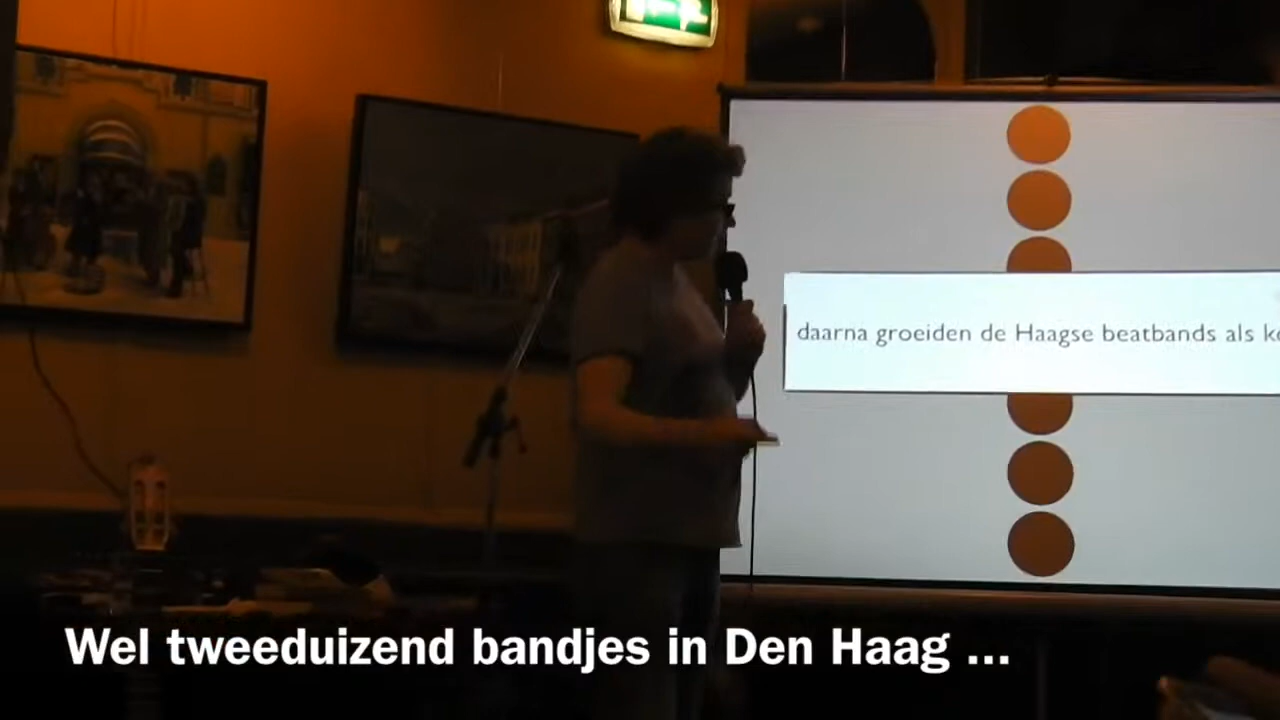 daarna groeiden de Haagse beatbands als
Wel tweeduizend bandjes in Den Haag ...